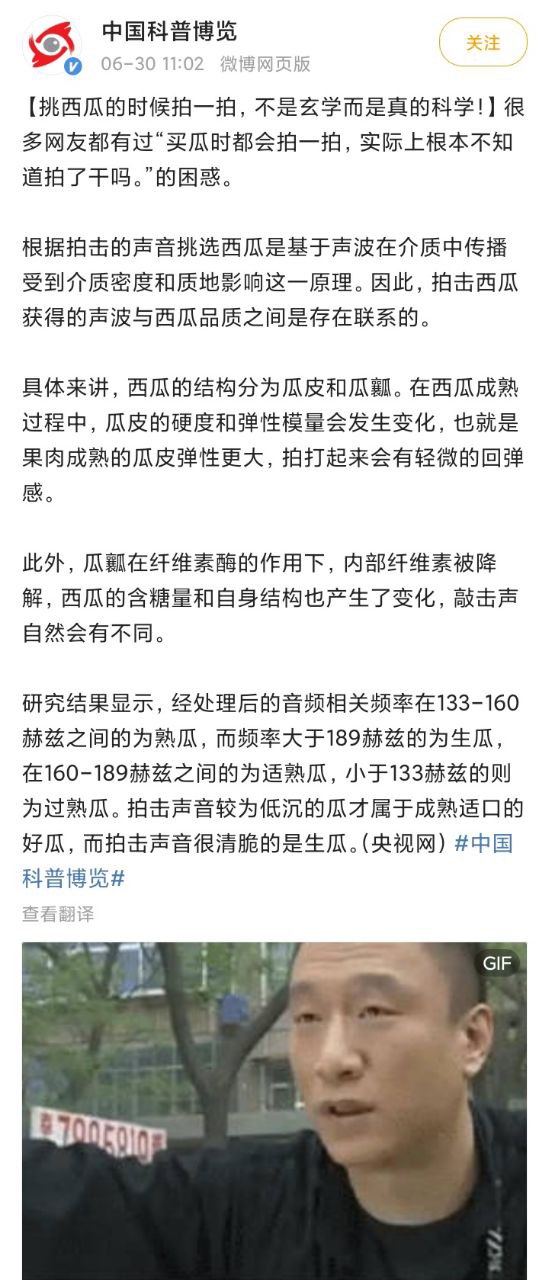 中国科普博览
关注
06-30 11:02 微博网页版
【挑西瓜的时候拍一拍，不是玄学而是真的科学！】很
多网友都有过“买瓜时都会拍一拍，实际上根本不知
道拍了干吗。”的困惑。
根据拍击的声音挑选西瓜是基于声波在介质中传播
受到介质密度和质地影响这一原理。因此，拍击西瓜
获得的声波与西瓜品质之间是存在联系的。
具体来讲，西瓜的结构分为瓜皮和瓜瓤。在西瓜成熟
过程中，瓜皮的硬度和弹性模量会发生变化，也就是
果肉成熟的瓜皮弹性更大，拍打起来会有轻微的回弹
感。
此外，瓜瓤在纤维素酶的作用下，内部纤维素被降
解，西瓜的含糖量和自身结构也产生了变化，敲击声
自然会有不同。
研究结果显示，经处理后的音频相关频率在133-160
赫兹之间的为熟瓜，而频率大于189赫兹的为生瓜，
在160-189赫兹之间的为适熟瓜，小于133赫兹的则
为过熟瓜。拍击声音较为低沉的瓜才属于成熟适口的
好瓜，而拍击声音很清脆的是生瓜。（央视网）#中国
科普博览#
查看翻译
GIF